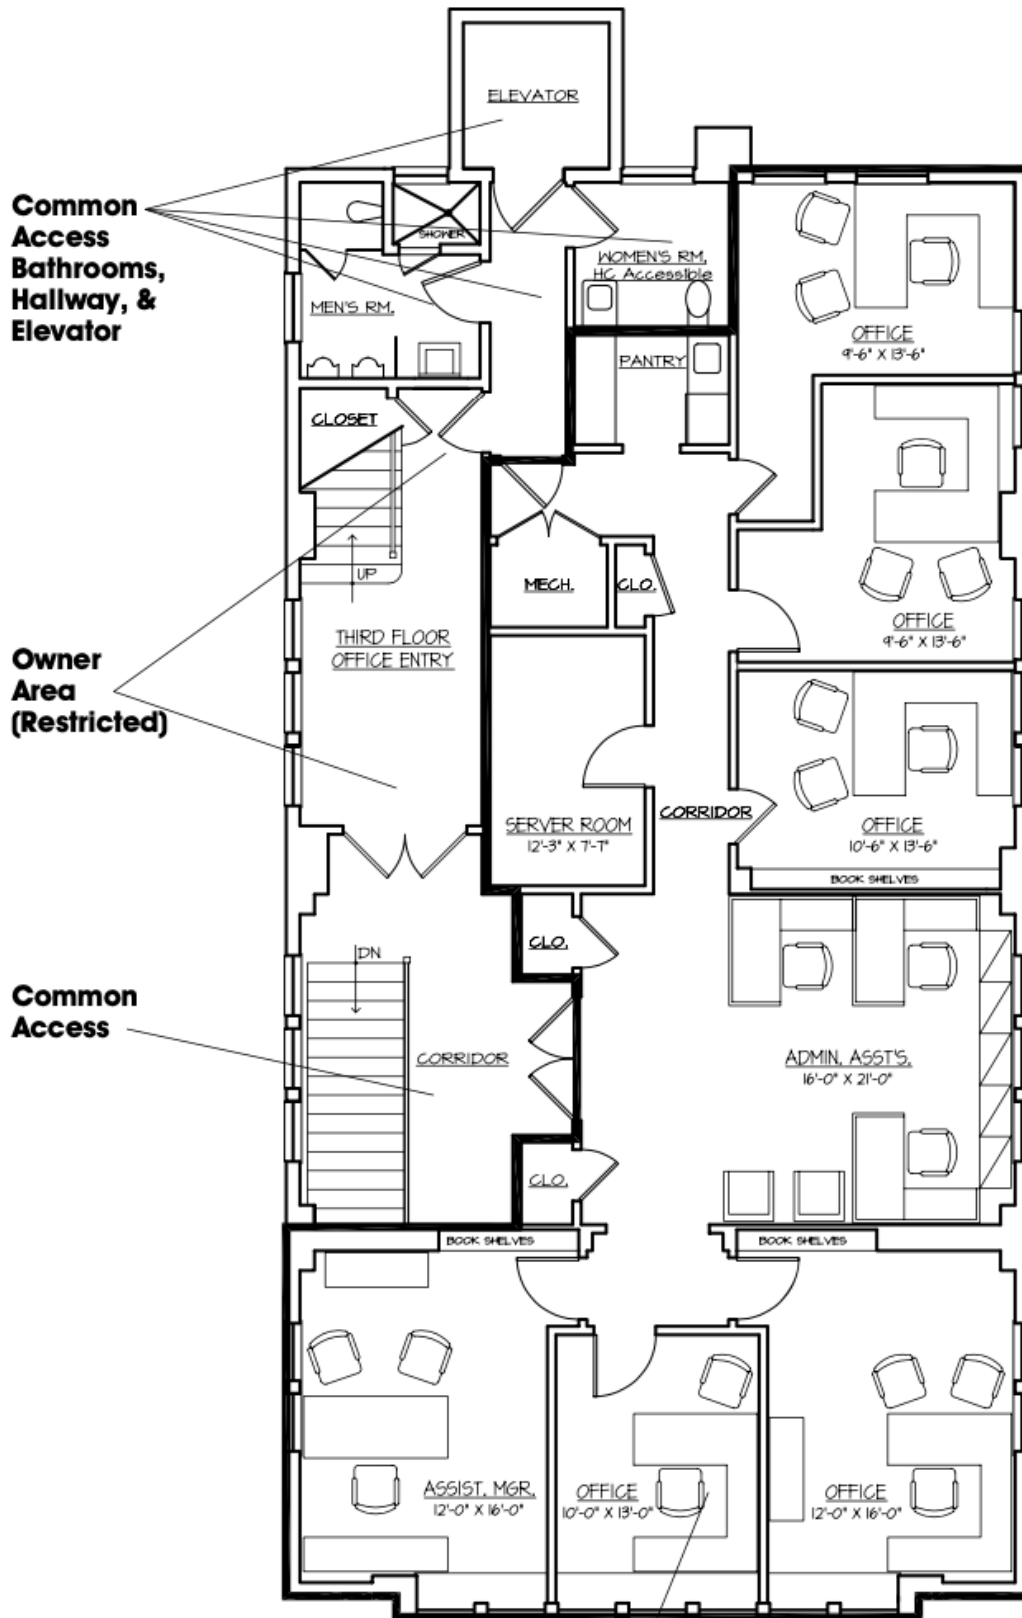 ELEVATOR
Common
Access
Bathrooms,
Hallway, &
Elevator
SHOWER
WOMEN'S RM.
HC Accessible
MEN'S RM.
OFFICE
9'-6" X 13'-6"
PANTRY
CLOSET
UP
MECH.
CLO.
OFFICE
9'-6" X 13'-6"
THIRD FLOOR
OFFICE ENTRY
Owner
Area
(Restricted)
SERVER ROOM
12'-3" X 7'-7"
CORRIDOR
OFFICE
10'-6" X 13'-6"
BOOK SHELVES
CLO.
DN
Common
Access
CORRIDOR
ADMIN. ASST'S.
16'-0" X 21'-0"
CLO.
BOOK SHELVES
BOOK SHELVES
ASSIST. MGR.
12'-0" X 16'-0"
OFFICE
10'-0" X 13'-0"
OFFICE
12'-0" X 16'-0"